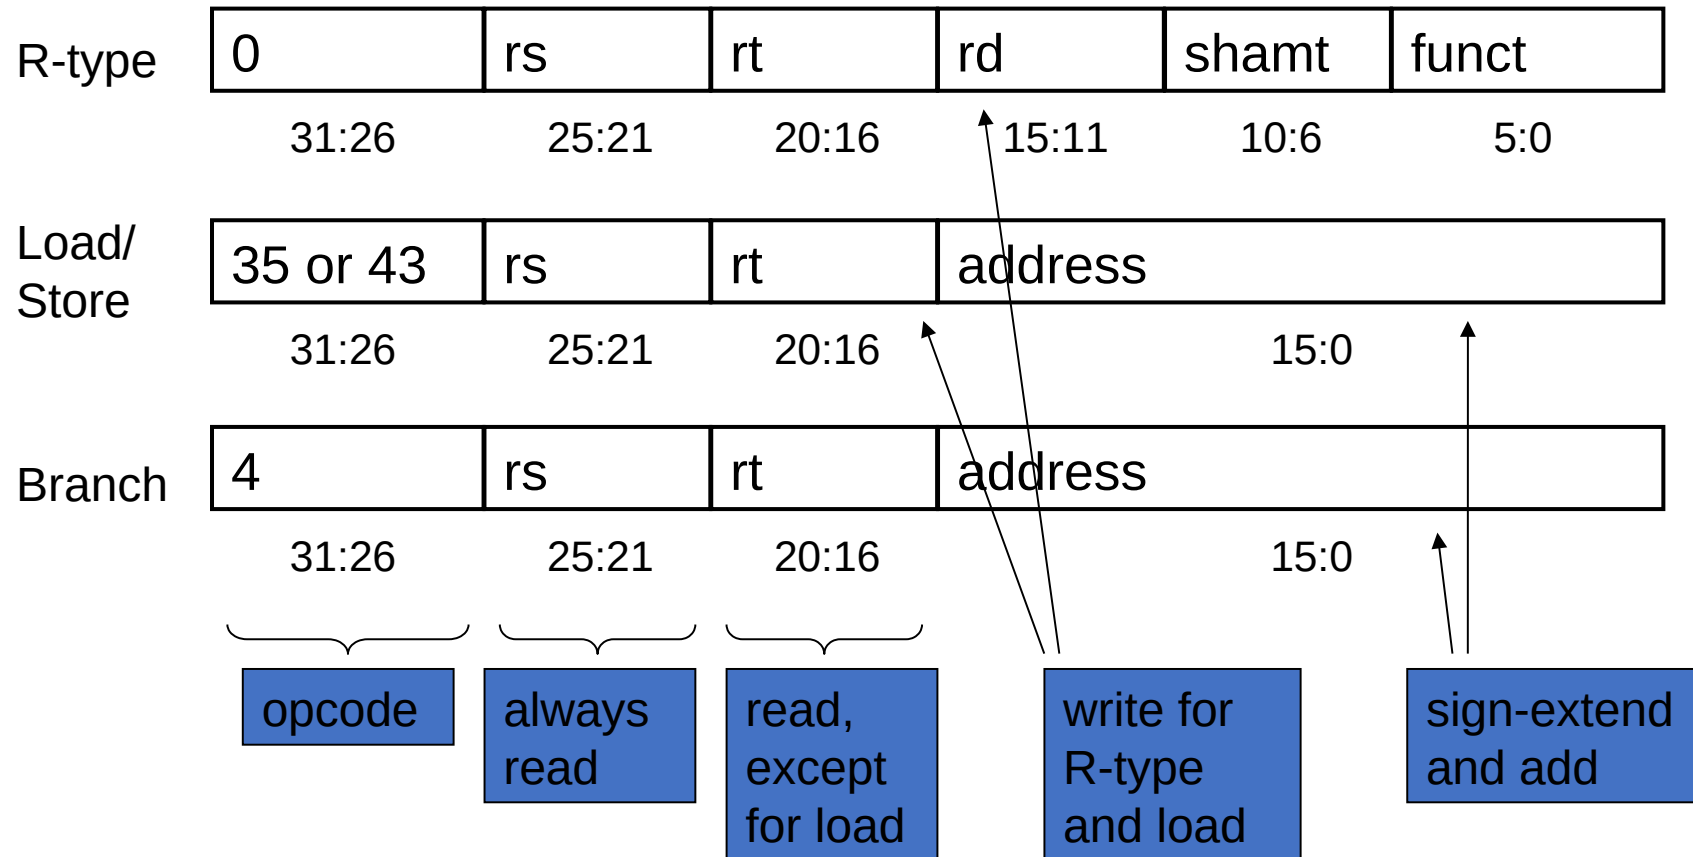 R-type 0 rs rt rd shamt funct
31:26 25:21 20:16 15:11 10:6 5:0
Load/
Store 35 or 43 rs rt address
31:26 25:21 20:16 15:0
Branch 4 rs rt address
31:26 25:21 20:16 15:0
opcode
always
read
read,
except
for load
write for
R-type
and load
sign-extend
and add